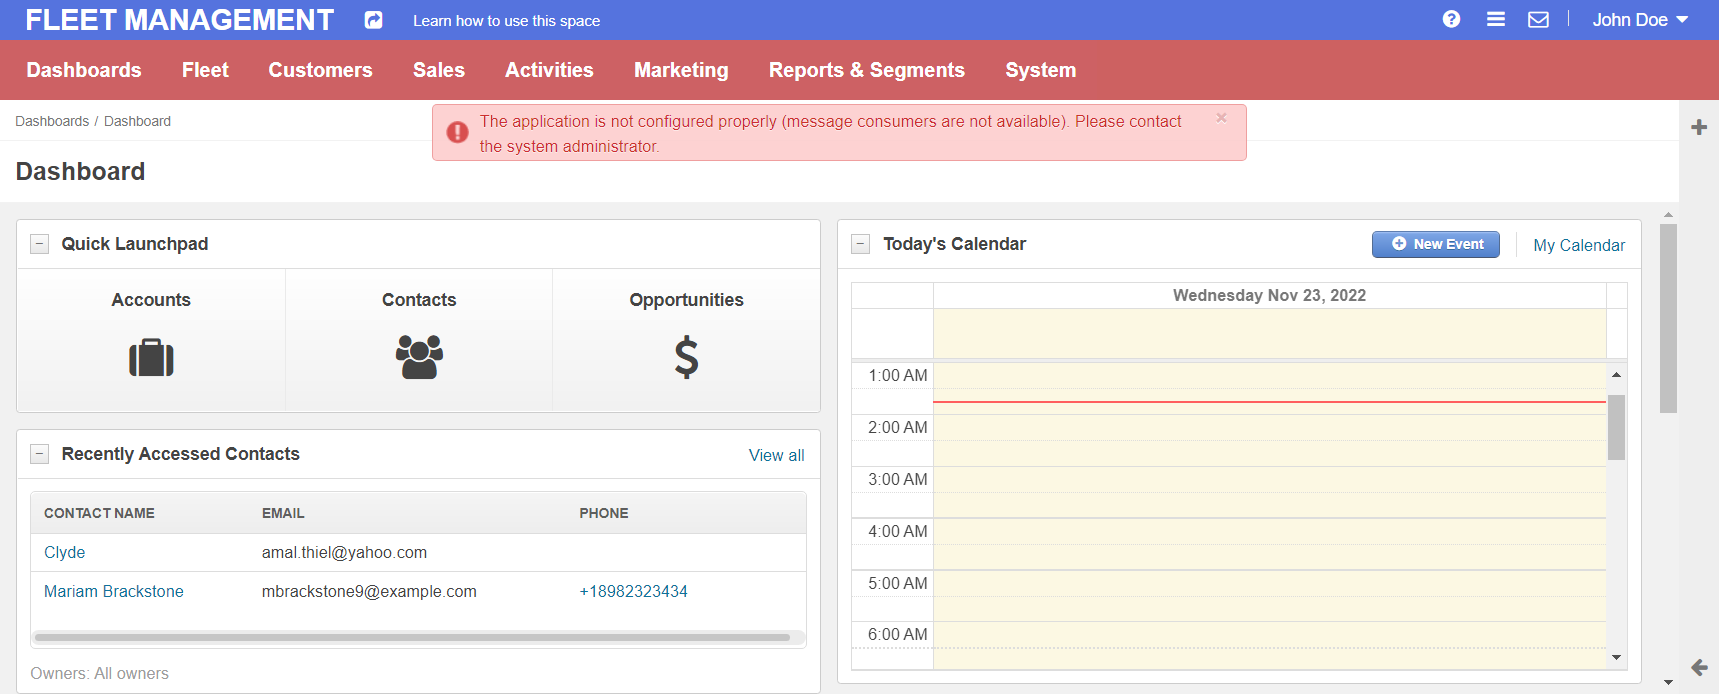 FLEET MANAGEMENT Learn how to use this space John Doe
Dashboards Fleet Customers Sales Activities Marketing Reports & Segments System
Dashboards / Dashboard
The application is not configured properly (message consumers are not available). Please contact
the system administrator.
×
Dashboard
Quick Launchpad
Accounts Contacts Opportunities
Recently Accessed Contacts View all
CONTACT NAME EMAIL PHONE
Clyde amal.thiel@yahoo.com
Mariam Brackstone mbrackstone9@example.com +18982323434
Owners: All owners
Today's Calendar New Event My Calendar
Wednesday Nov 23, 2022
1:00 AM
2:00 AM
3:00 AM
4:00 AM
5:00 AM
6:00 AM